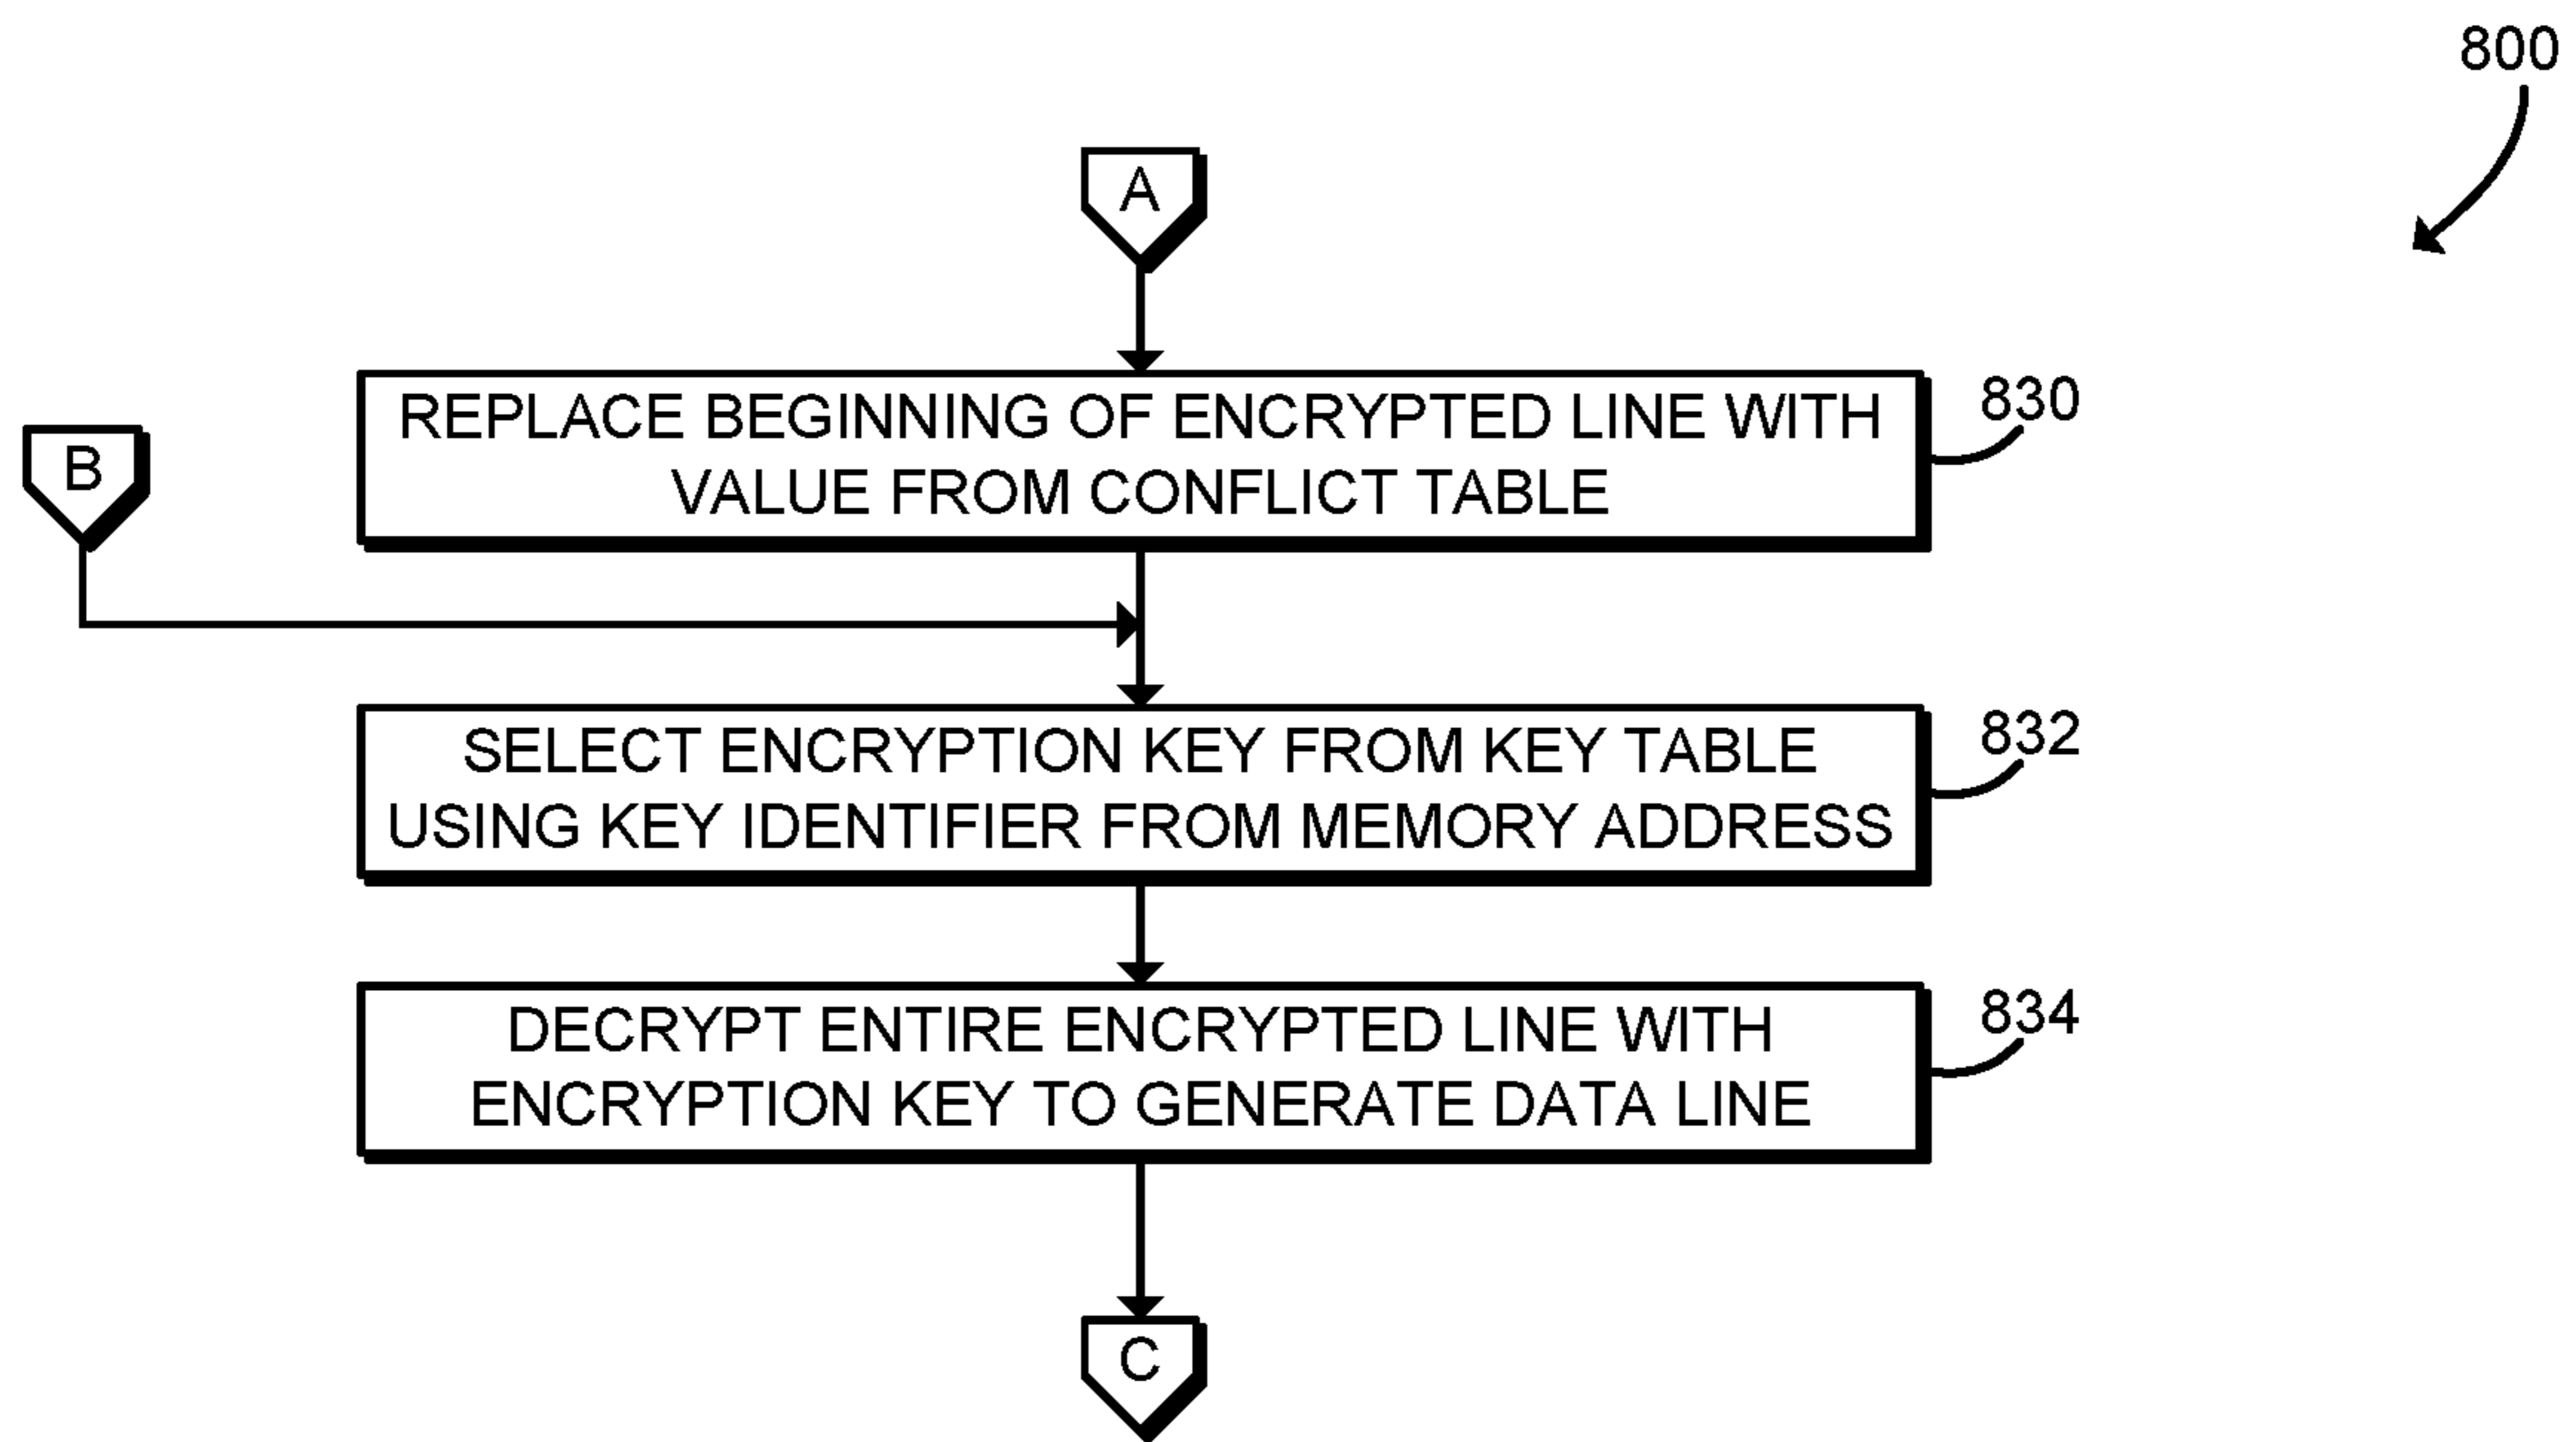 800
A
REPLACE BEGINNING OF ENCRYPTED LINE WITH
VALUE FROM CONFLICT TABLE
830
B
SELECT ENCRYPTION KEY FROM KEY TABLE
USING KEY IDENTIFIER FROM MEMORY ADDRESS
832
DECRYPT ENTIRE ENCRYPTED LINE WITH
ENCRYPTION KEY TO GENERATE DATA LINE
834
C